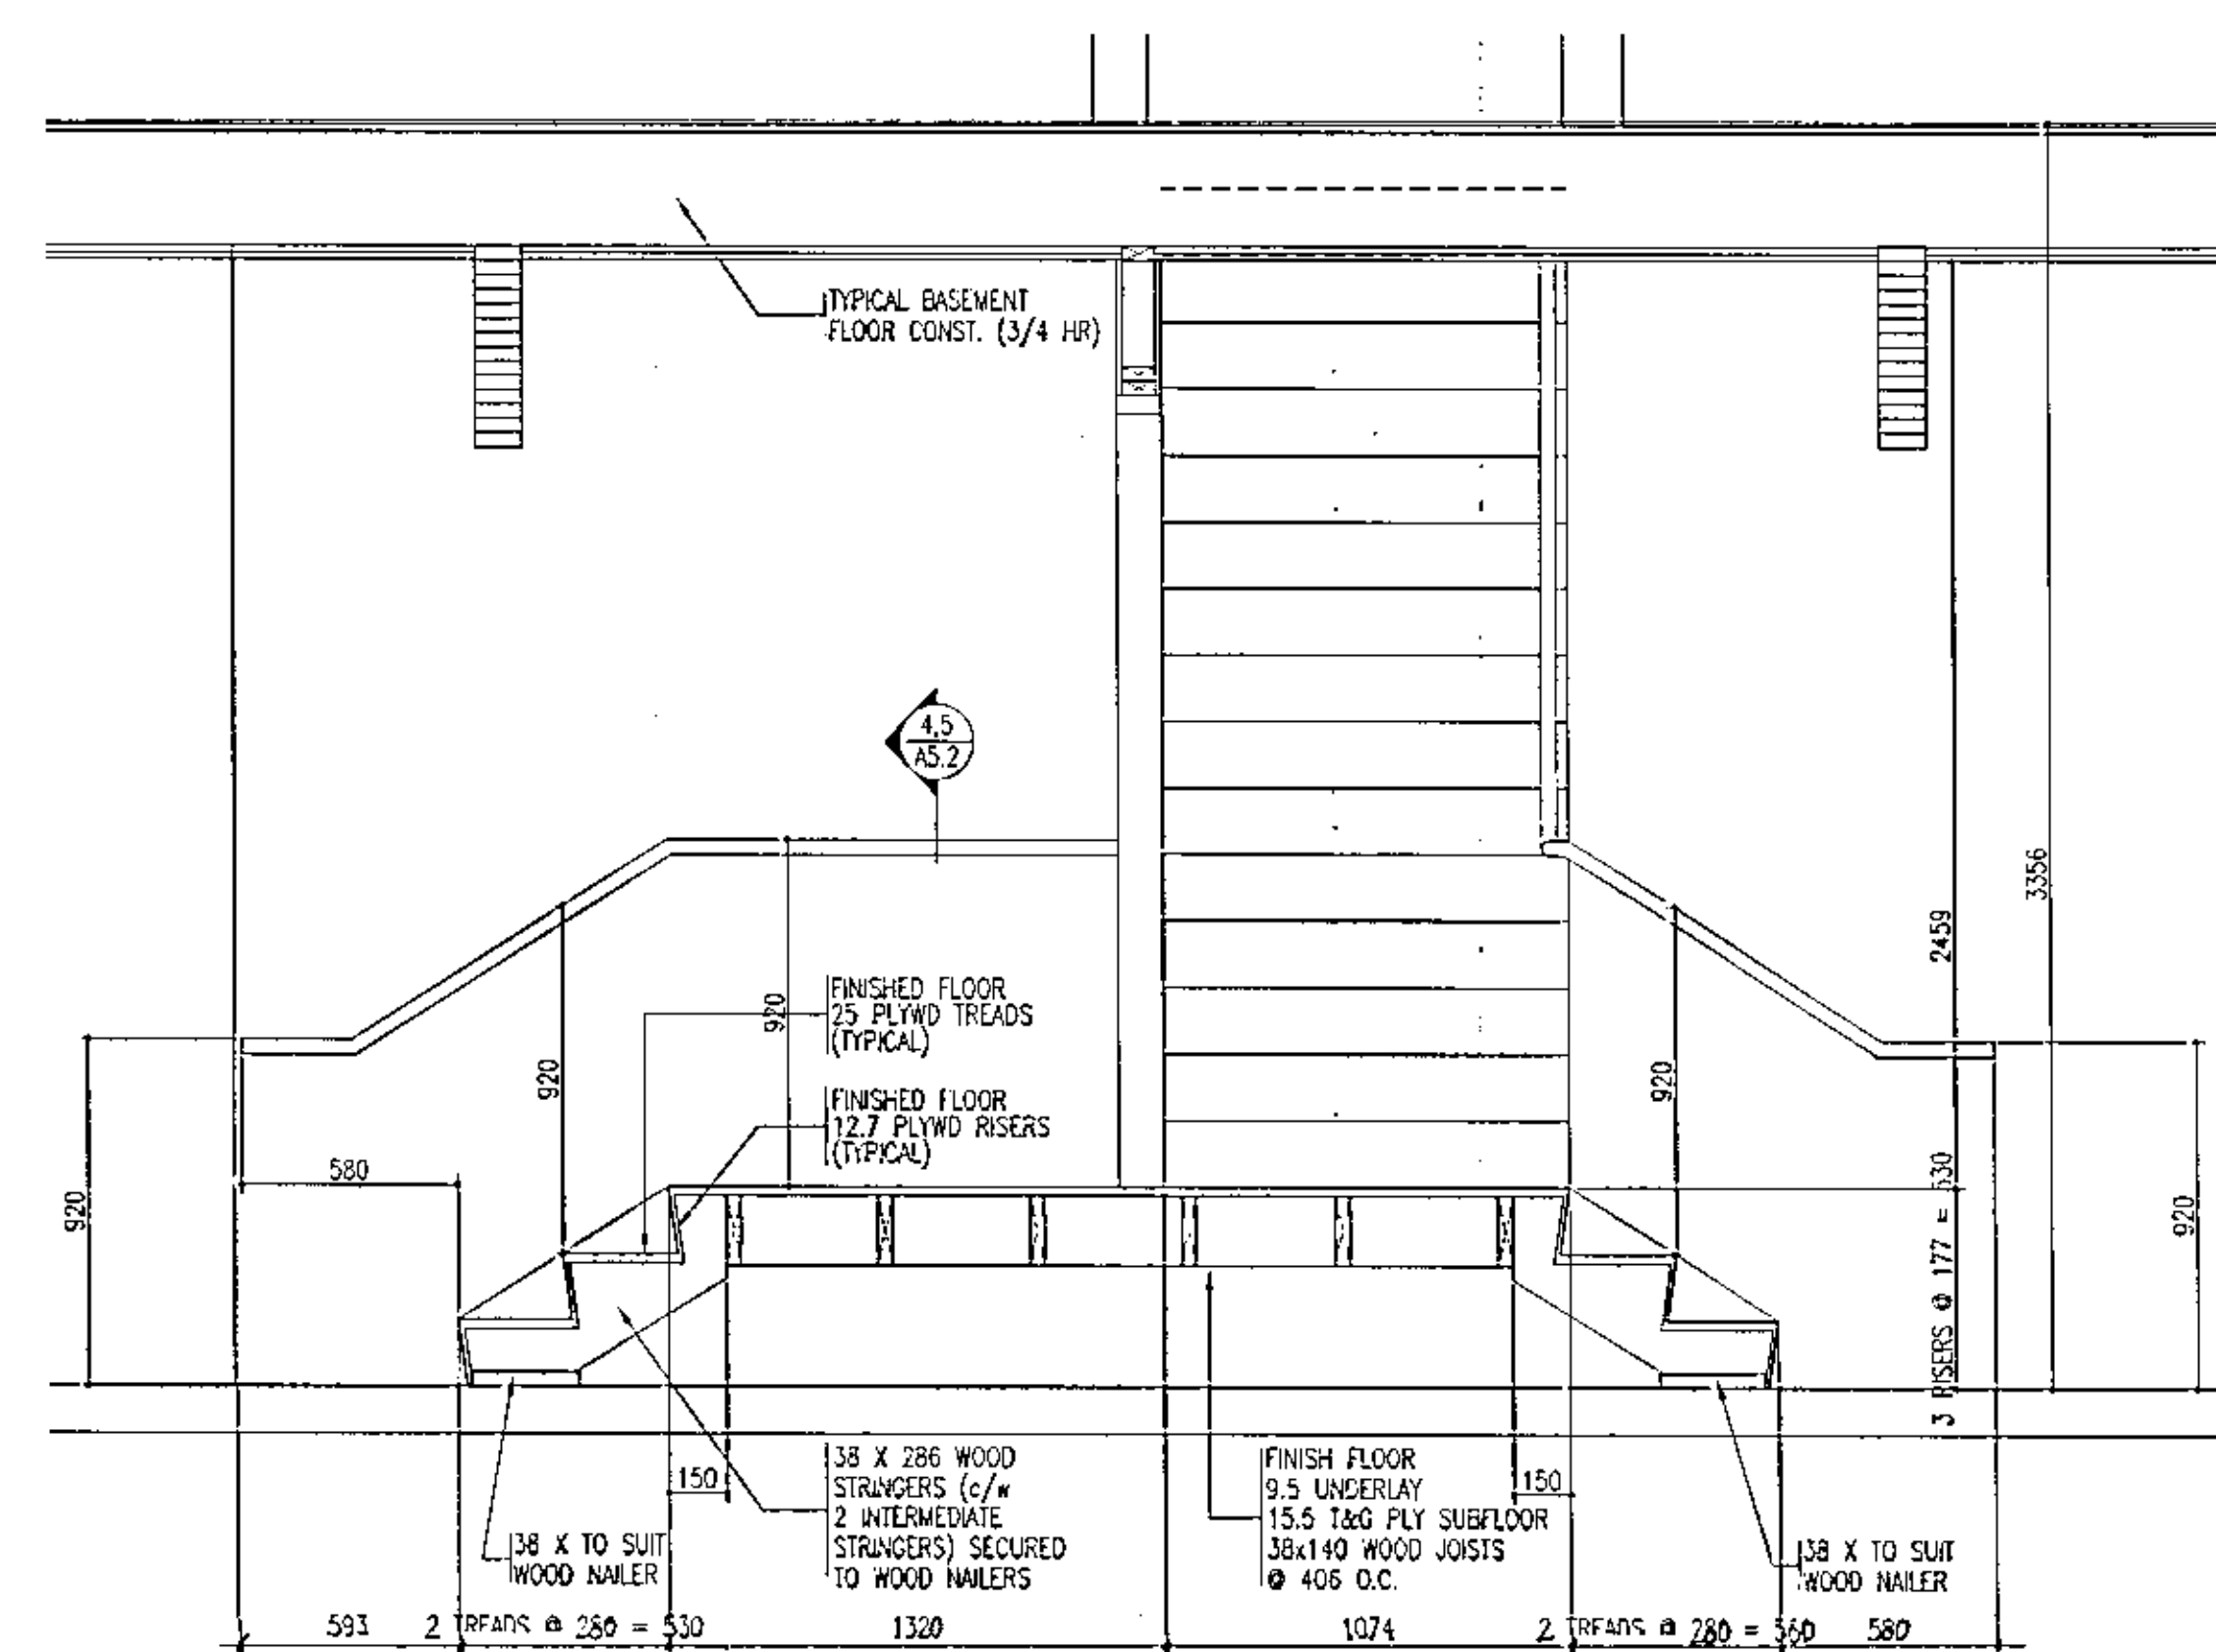 TYPICAL BASEMENT
FLOOR CONST. (3/4 HR)
4.5
A5.2
3356
2459
FINISHED FLOOR
25 PLYWD TREADS
(TYPICAL)
920
920
920
920
920
FINISHED FLOOR
12.7 PLYWD RISERS
(TYPICAL)
580
3 RISERS @ 177 = 530
150
38 X 286 WOOD
STRINGERS (c/w
2 INTERMEDIATE
STRINGERS) SECURED
TO WOOD NAILERS
FINISH FLOOR
9.5 UNDERLAY
15.5 T&G PLY SUBFLOOR
38x140 WOOD JOISTS
@ 406 O.C.
150
38 X TO SUIT
WOOD NAILER
38 X TO SUIT
WOOD NAILER
593 2 TREADS @ 280 = 530 1320 1074 2 TREADS @ 280 = 560 580